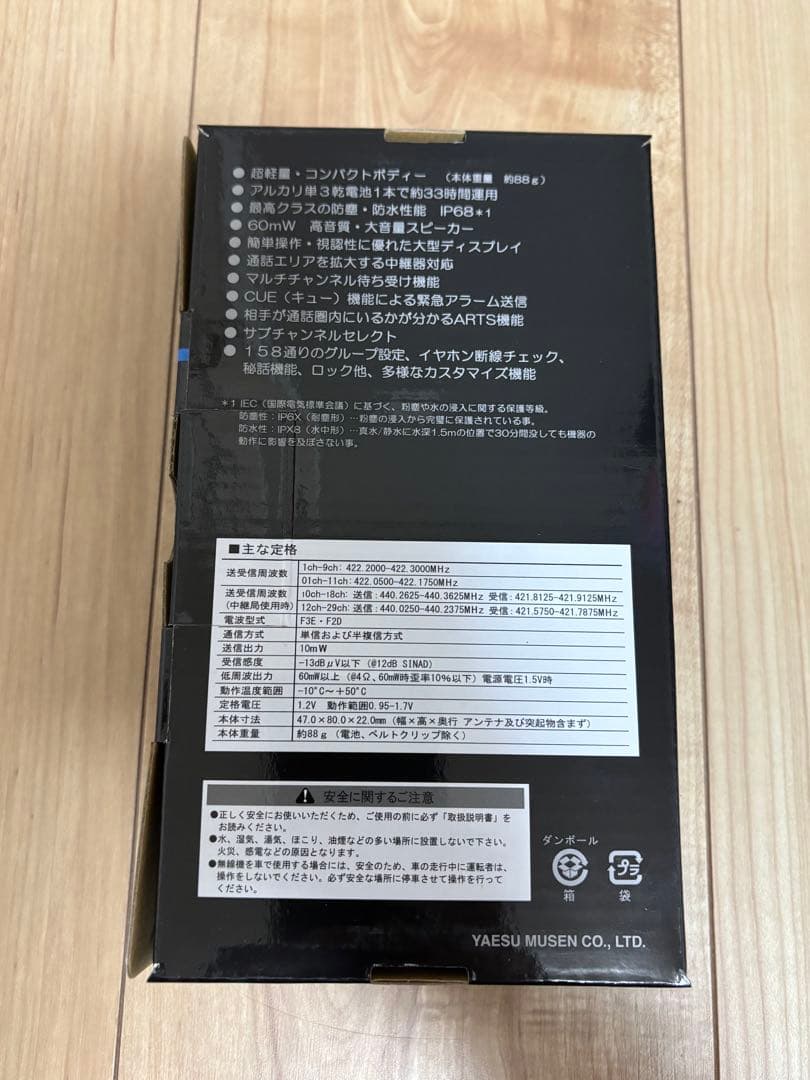 ● 超軽量・コンパクトボディー （本体重量 約88g）
● アルカリ単3乾電池1本で約33時間運用
● 最高クラスの防塵・防水性能 IP68*1
● 60mW 高音質・大音量スピーカー
● 簡単操作・視認性に優れた大型ディスプレイ
● 通話エリアを拡大する中継器対応
● マルチチャンネル待ち受け機能
● CUE（キュー）機能による緊急アラーム送信
● 相手が通話圏内にいるかが分かるARTS機能
● サブチャンネルセレクト
● 158通りのグループ設定、イヤホン断線チェック、
秘話機能、ロック他、多様なカスタマイズ機能
*1 IEC（国際電気標準会議）に基づく、粉塵や水の浸入に関する保護等級。
防塵性：IP6X（耐塵形）…粉塵の浸入から完璧に保護されている事。
防水性：IPX8（水中形）…真水/静水に水深1.5mの位置で30分間没しても機器の
動作に影響を及ぼさない事。
■主な定格
送受信周波数 1ch-9ch: 422.2000-422.3000MHz
01ch-11ch: 422.0500-422.1750MHz
送受信周波数 10ch-18ch: 送信:440.2625-440.3625MHz 受信:421.8125-421.9125MHz
(中継局使用時) 12ch-29ch: 送信:440.0250-440.2375MHz 受信:421.5750-421.7875MHz
電波型式 F3E・F2D
通信方式 単信および半複信方式
送信出力 10mW
受信感度 -13dBμV以下 (@12dB SINAD)
低周波出力 60mW以上 (@4Ω、60mW時歪率10%以下) 電源電圧1.5V時
動作温度範囲 -10℃～+50℃
定格電圧 1.2V 動作範囲0.95-1.7V
本体寸法 47.0×80.0×22.0mm (幅×高×奥行 アンテナ及び突起物含まず)
本体重量 約88g (電池、ベルトクリップ除く)
安全に関するご注意
●正しく安全にお使いいただくため、ご使用の前に必ず「取扱説明書」を
お読みください。
●水、湿気、湯気、ほこり、油煙などの多い場所に設置しないで下さい。
火災、感電などの原因となります。
●無線機を車で使用する場合には、安全のため、車の走行中に運転者は、
操作をしないでください。必ず安全な場所に停車させて操作を行って
ください。
ダンボール
プラ
箱 袋
YAESU MUSEN CO., LTD.